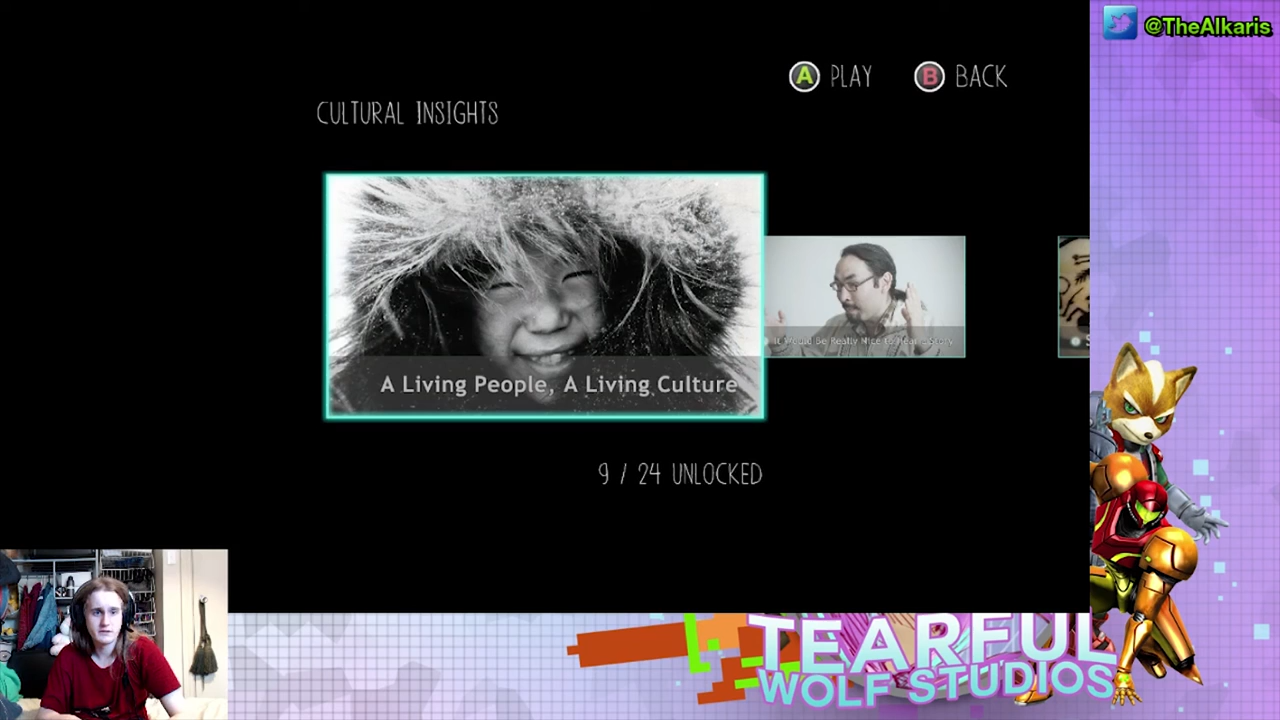 @TheAlkaris
A PLAY B BACK
CULTURAL INSIGHTS
A Living People, A Living Culture
It Would Be Really Nice to Hear a Story
9 / 24 UNLOCKED
TEARFUL
WOLF STUDIOS